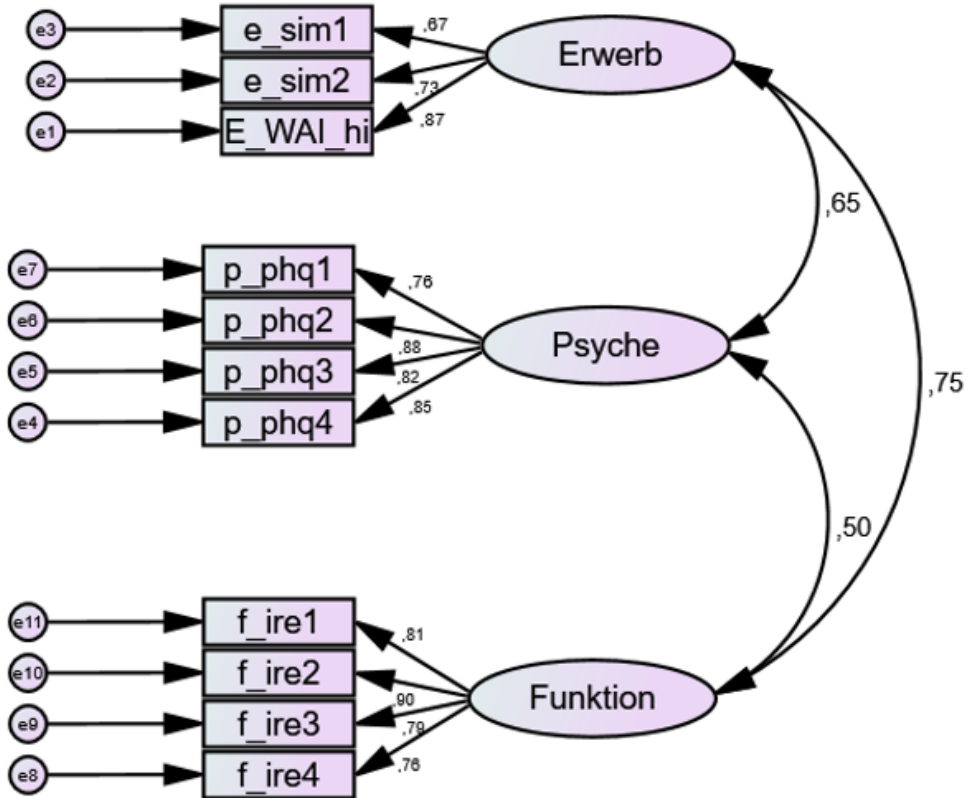 e3
e_sim1
,67
Erwerb
e2
e_sim2
,73
e1
E_WAI_hi
,87
,65
e7
p_phq1
,76
e6
p_phq2
,88
Psyche
e5
p_phq3
,82
e4
p_phq4
,85
,75
,50
e11
f_ire1
,81
e10
f_ire2
,90
Funktion
e9
f_ire3
,79
e8
f_ire4
,76